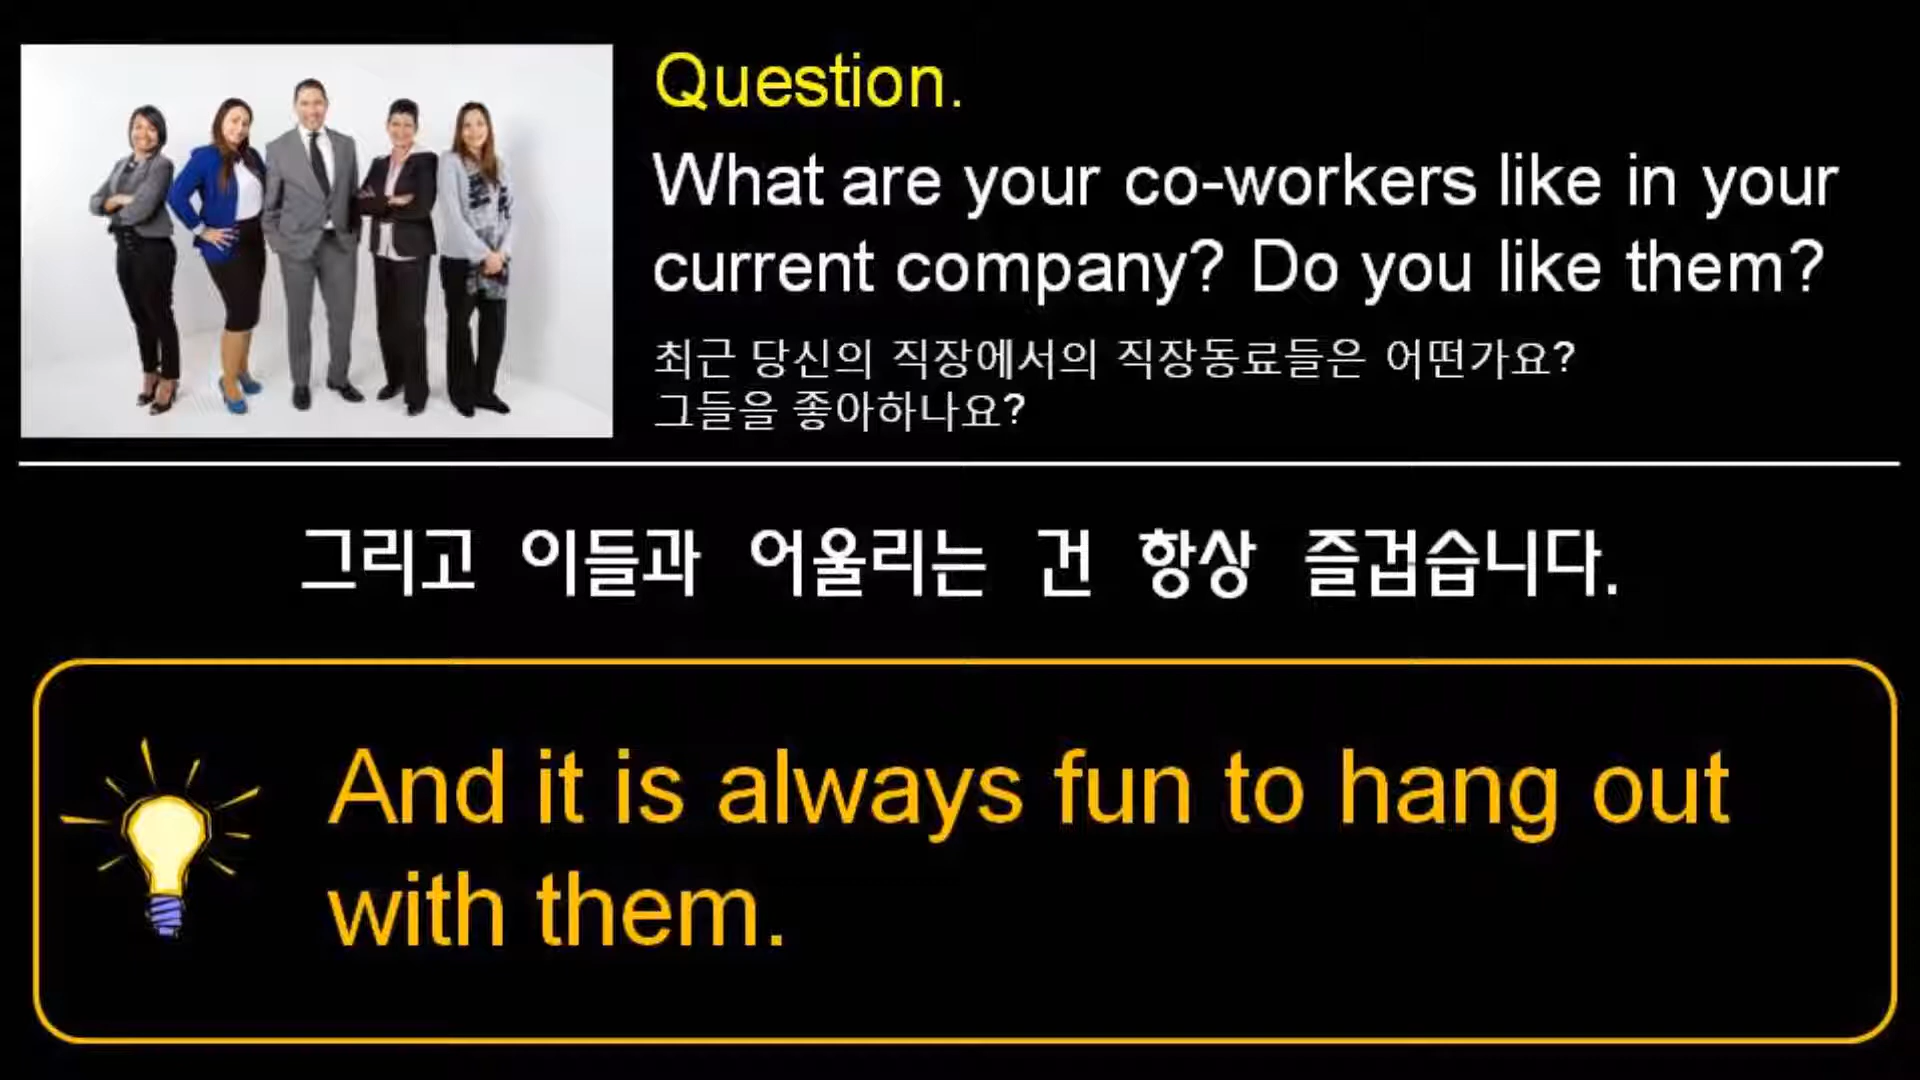 Question.
What are your co-workers like in your
current company? Do you like them?
최근 당신의 직장에서의 직장동료들은 어떤가요?
그들을 좋아하나요?
그리고 이들과 어울리는 건 항상 즐겁습니다.
And it is always fun to hang out
with them.